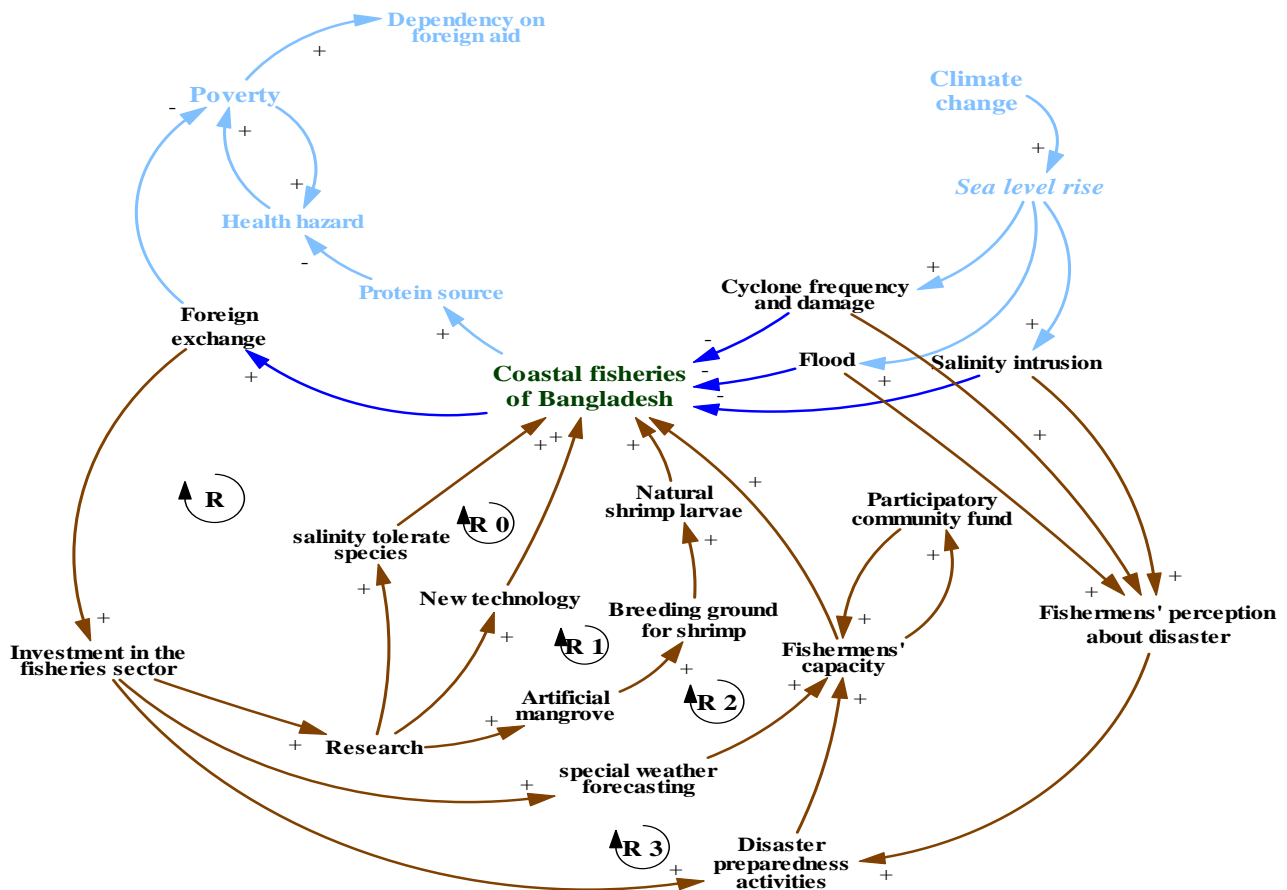 Dependency on
foreign aid
+
Poverty
Climate
change
-
+
+
+
Sea level rise
Health hazard
-
+
Protein source
Cyclone frequency
and damage
Foreign
exchange
+
+
-
Flood
Salinity intrusion
+
-
+
-
Coastal fisheries
of Bangladesh
+
+
+
+
+
R
Natural
shrimp larvae
Participatory
community fund
R 0
salinity tolerate
species
+
+
+
New technology
+
+
Breeding ground
for shrimp
Fishermens' perception
about disaster
+
+
+
R 1
Investment in the
fisheries sector
Fishermens'
capacity
+
+
+
Artificial
mangrove
R 2
+
+
Research
special weather
forecasting
+
R 3
Disaster
preparedness
activities
+
+